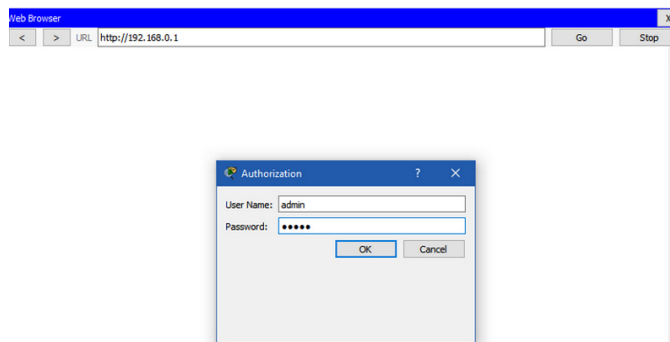 Web Browser X
< > URL http://192.168.0.1 Go Stop
Authorization ? X
User Name: admin
Password: •••••
OK Cancel